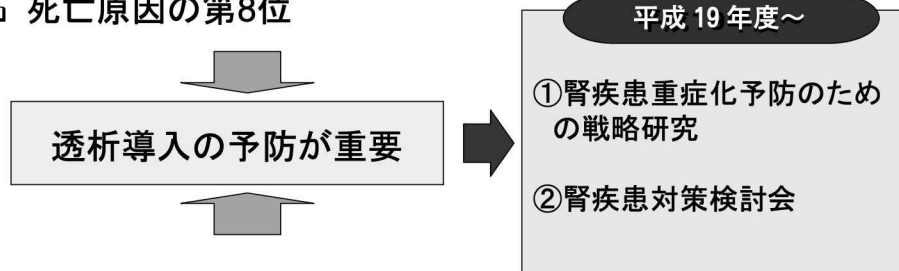 死亡原因の第8位
平成19年度～
透析導入の予防が重要
①腎疾患重症化予防のため
の戦略研究
②腎疾患対策検討会